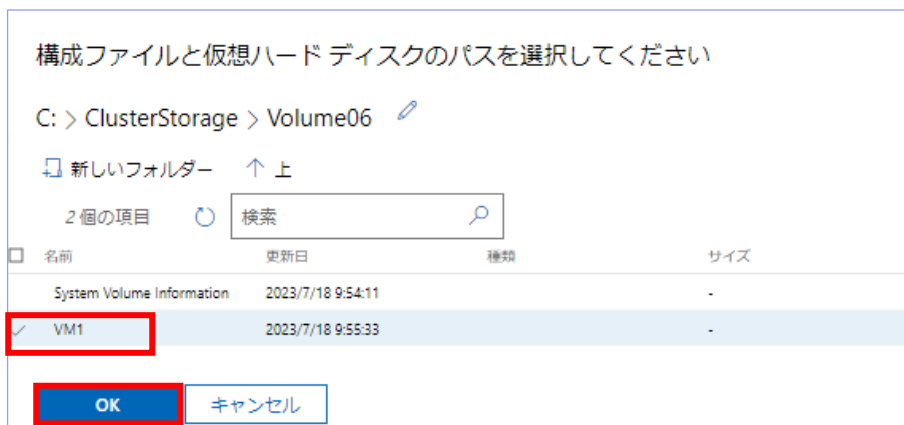 構成ファイルと仮想ハード ディスクのパスを選択してください
C: > ClusterStorage > Volume06
新しいフォルダー 上
2 個の項目 検索
名前 更新日 種類 サイズ
System Volume Information 2023/7/18 9:54:11 -
VM1 2023/7/18 9:55:33 -
OK キャンセル